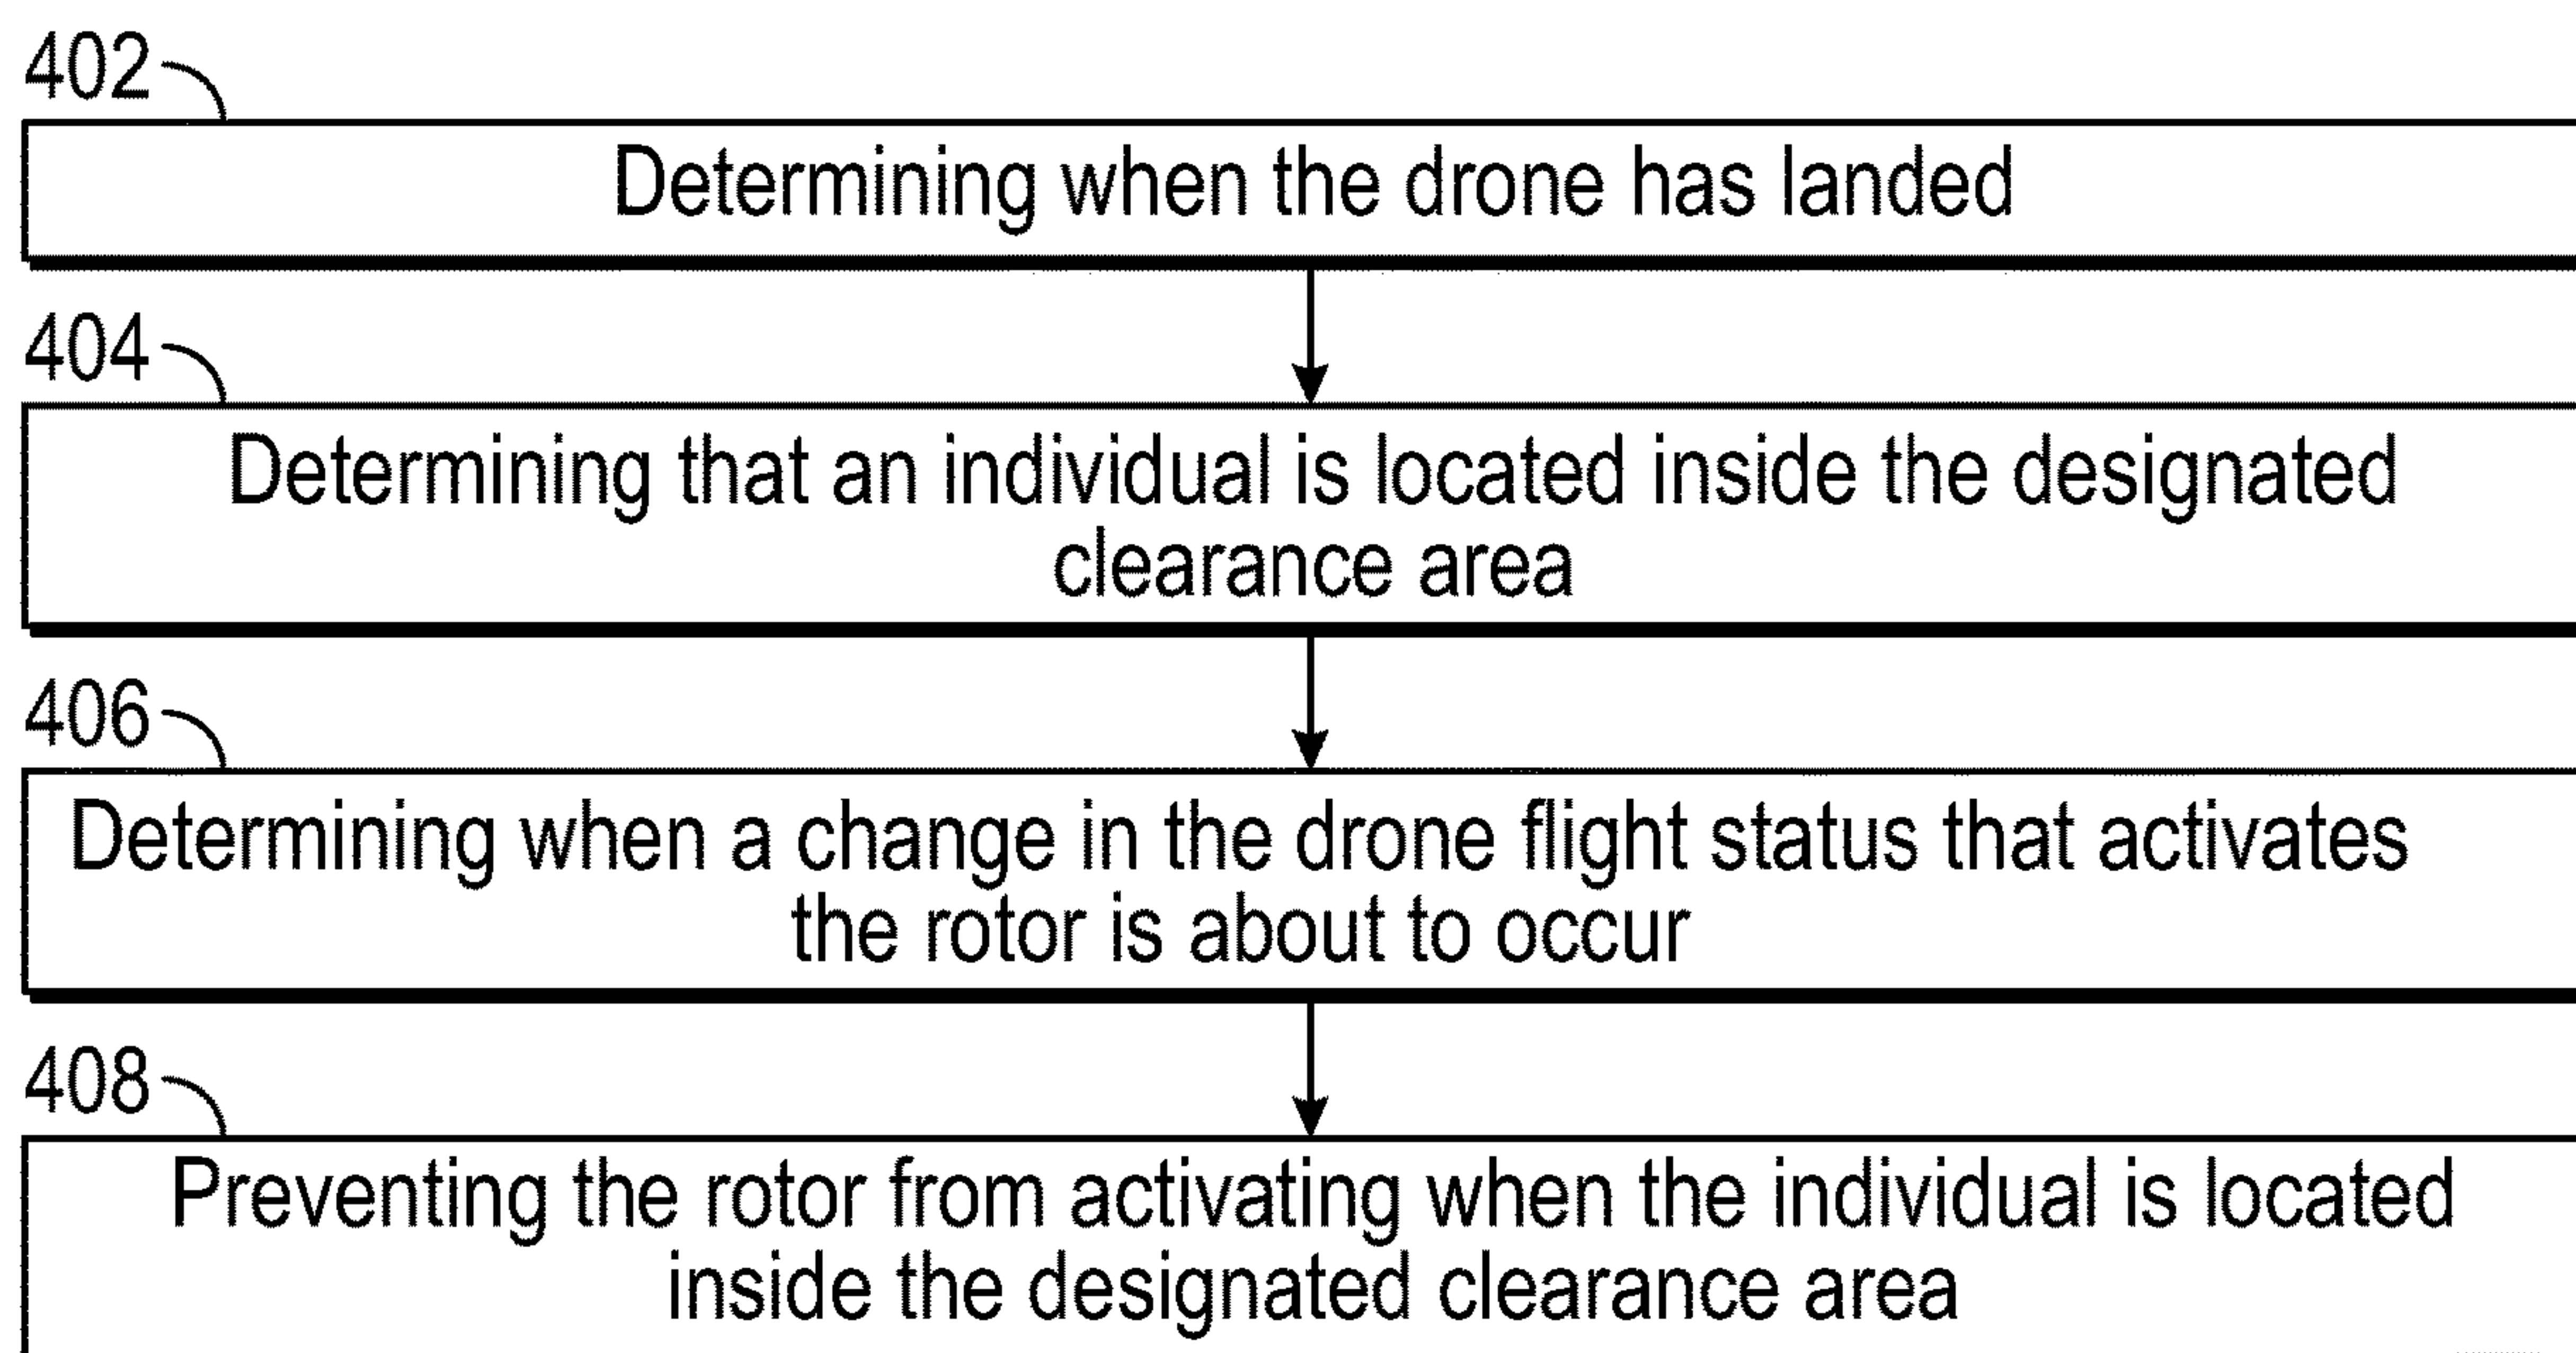 402
Determining when the drone has landed
404
Determining that an individual is located inside the designated
clearance area
406
Determining when a change in the drone flight status that activates
the rotor is about to occur
408
Preventing the rotor from activating when the individual is located
inside the designated clearance area